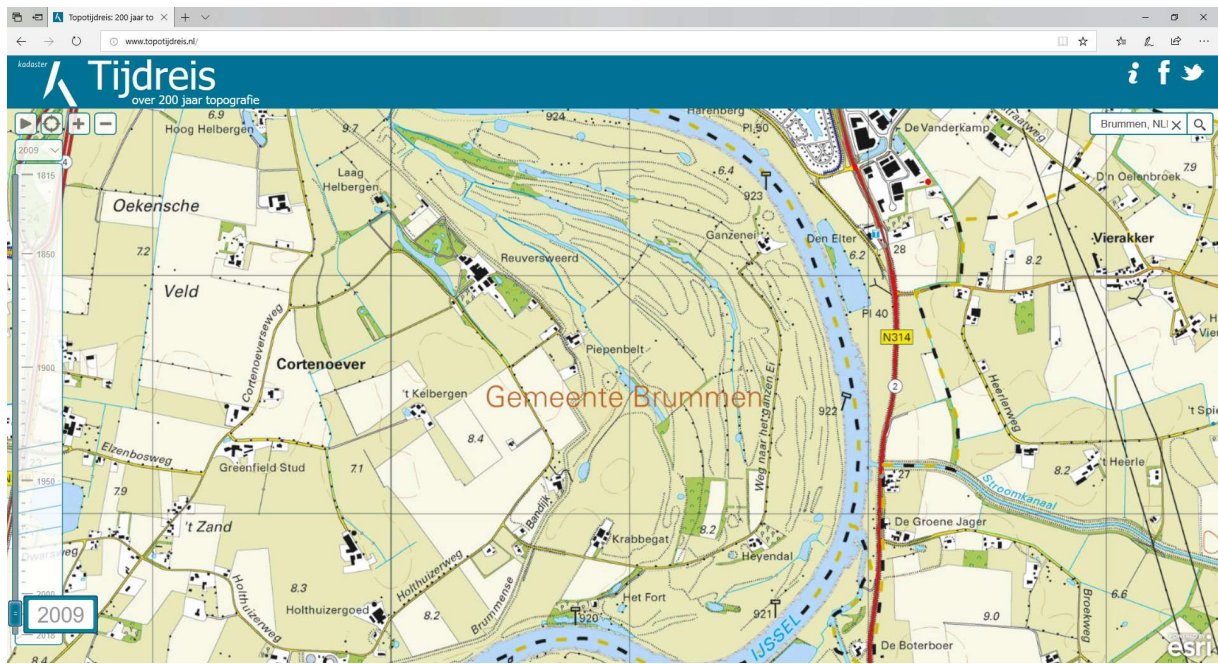 Topotijdreis: 200 jaar to
www.topotijdreis.nl/
kadaster
Tijdreis
over 200 jaar topografie
i f
Brummen, NL
2009
1815
1850
1900
1950
2000
2018
2009
6.9
Hoog Helbergen
9.7
924
Harenberg
Pl 50
De Vanderkamp
Straatweg
7.9
D'n Oelenbroek
Laag
Helbergen
6.4
923
Oekensche
Ganzenei
Den Elter
28
Vierakker
7.2
Reuversweerd
6.2
8.2
Veld
Pl 40
N314
Cortenoeverseweg
Cortenoever
Piepenbelt
2
Heerlerweg
't Kelbergen
Gemeente Brummen
922
't Spie
8.4
Weg naar het ganzen Ei
Elzenbosweg
Greenfield Stud
7.1
8.2
't Heerle
27
Stroomkanaal
7.9
't Zand
Bandijk
8.2
De Groene Jager
Krabbegat
Dwarsweg
Heyendal
Holthuizerweg
8.3
Holthuizerweg
Het Fort
6.6
Holthuizergoed
8.2
Brummense
920
921
9.0
Broekweg
IJSSEL
De Boterboer
8.4
esri